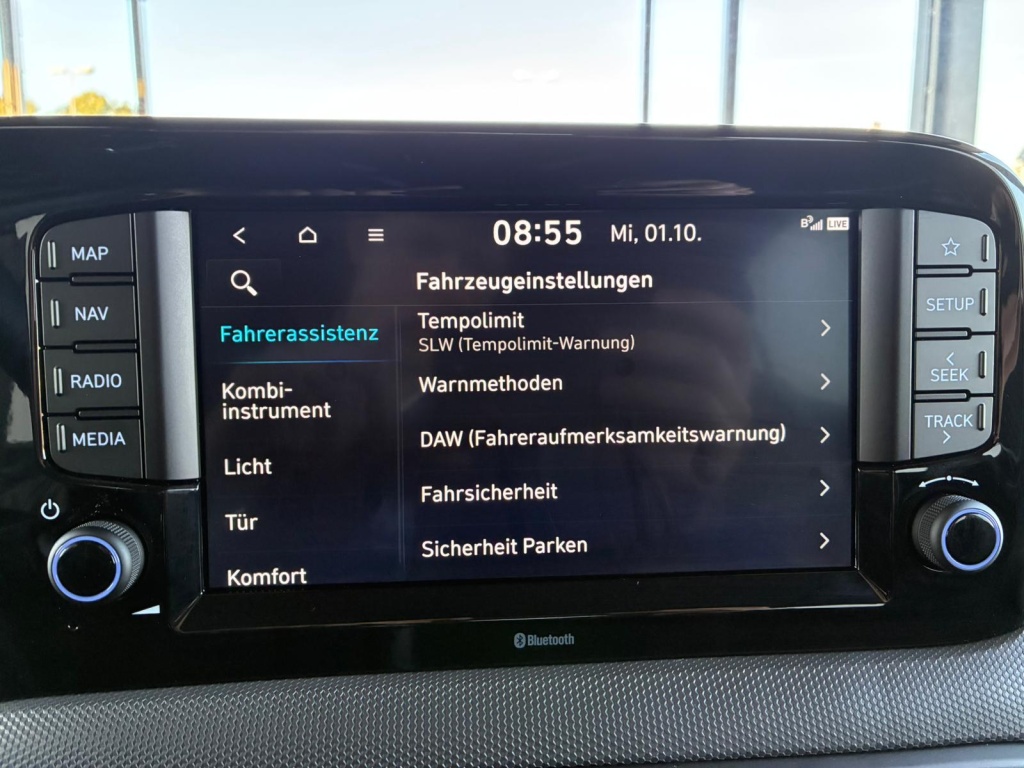 08:55 Mi, 01.10. LIVE
Fahrzeugeinstellungen
Fahrerassistenz
Kombi-
instrument
Licht
Tür
Komfort
Tempolimit
SLW (Tempolimit-Warnung)
Warnmethoden
DAW (Fahreraufmerksamkeitswarnung)
Fahrsicherheit
Sicherheit Parken
MAP
NAV
RADIO
MEDIA
SETUP
SEEK
TRACK
Bluetooth